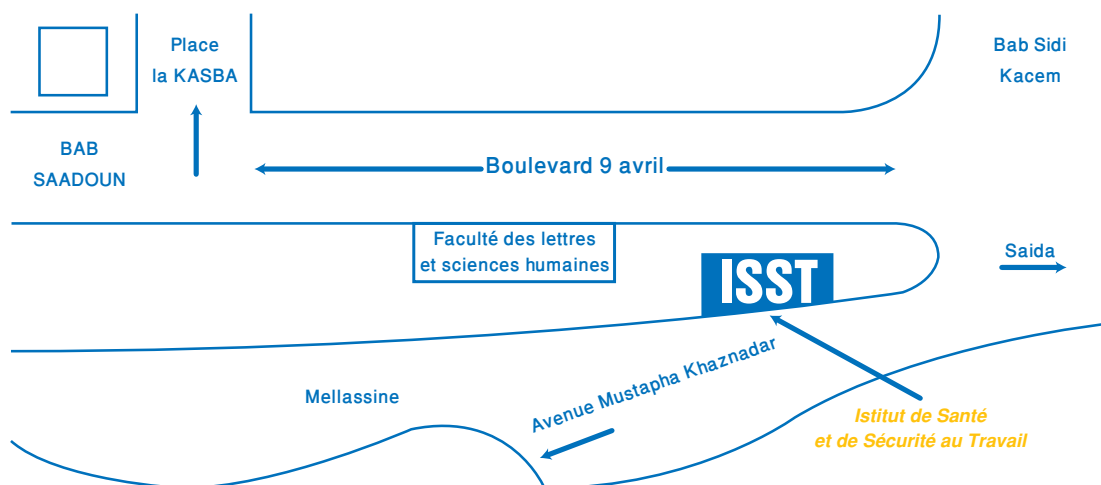 Place
la KASBA
Bab Sidi
Kacem
BAB
SAADOUN
Boulevard 9 avril
Faculté des lettres
et sciences humaines
ISST
Saida
Avenue Mustapha Khaznadar
Mellassine
Istitut de Santé
et de Sécurité au Travail